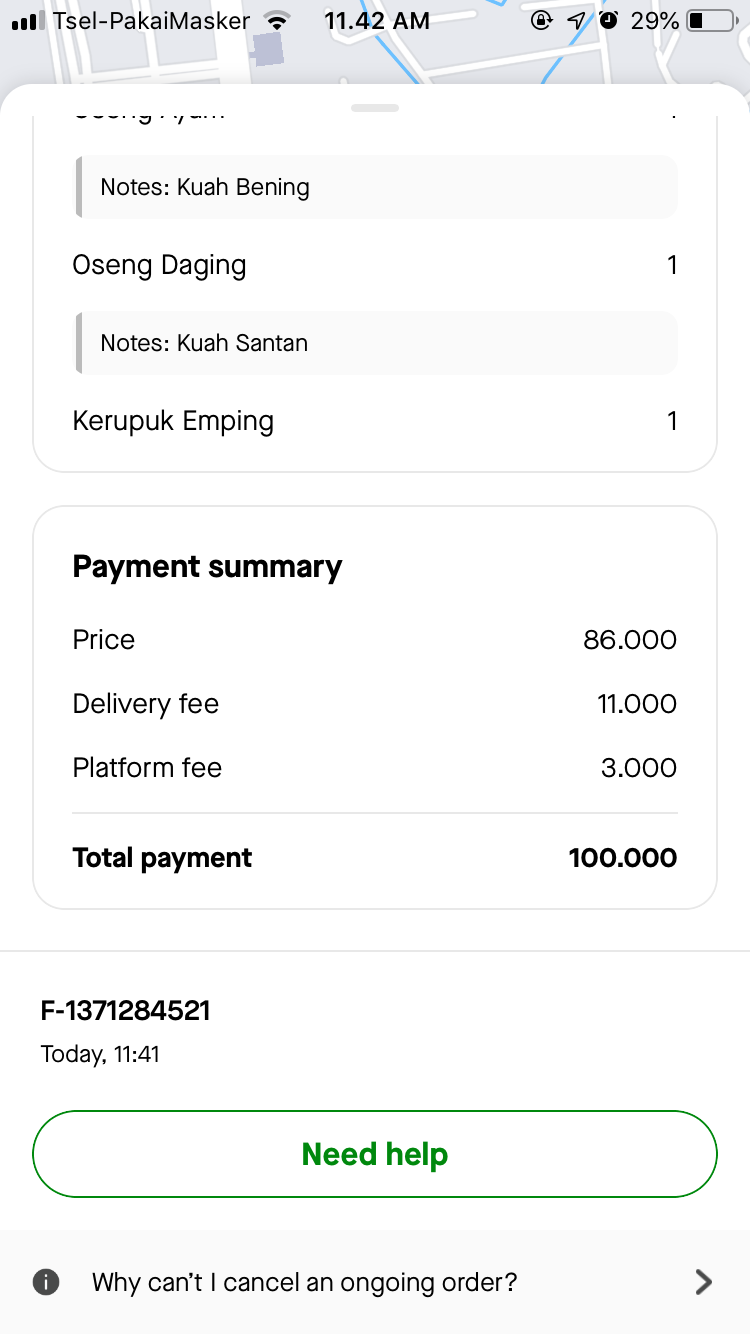 Tsel-PakaiMasker 11.42 AM 29%
Notes: Kuah Bening
Oseng Daging 1
Notes: Kuah Santan
Kerupuk Emping 1
Payment summary
Price 86.000
Delivery fee 11.000
Platform fee 3.000
Total payment 100.000
F-1371284521
Today, 11:41
Need help
Why can't I cancel an ongoing order?